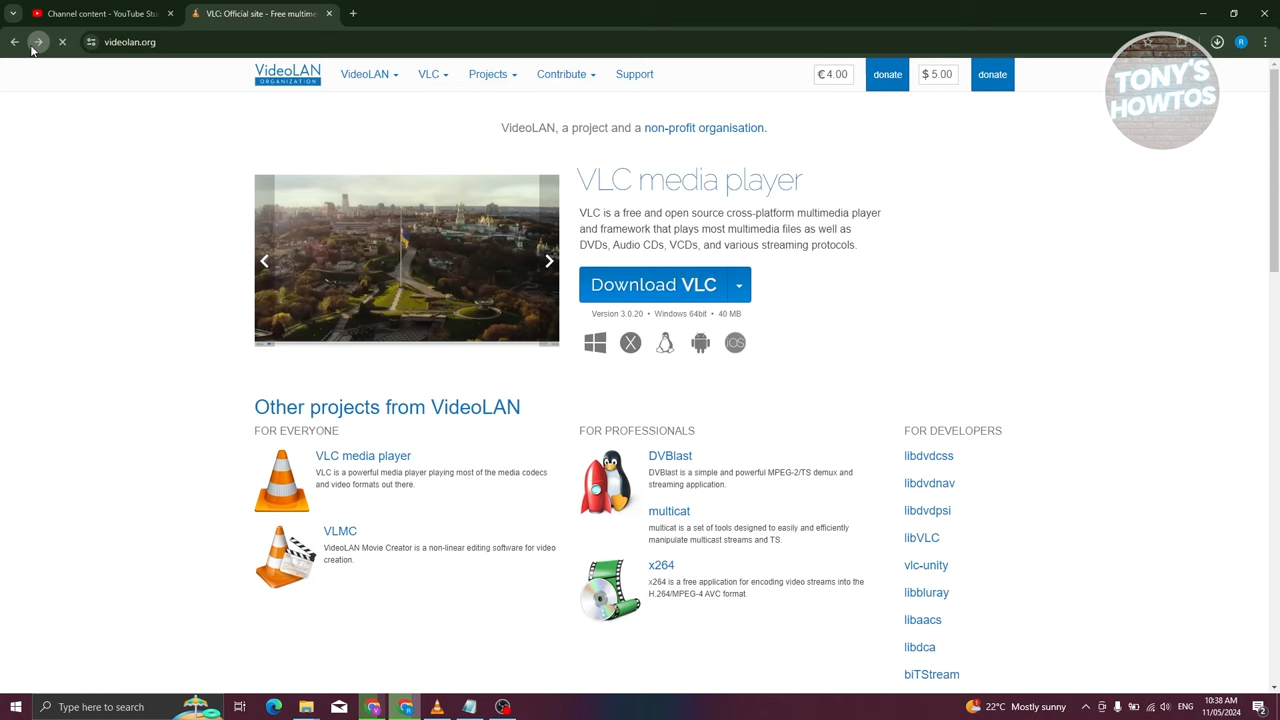 Channel content - YouTube Studio
VLC: Official site - Free multim
videolan.org
VideoLAN
ORGANIZATION
VideoLAN
VLC
Projects
Contribute
Support
€ 4.00
donate
$ 5.00
donate
TONY'S
HOWTOS
VideoLAN, a project and a non-profit organisation.
VLC media player
VLC is a free and open source cross-platform multimedia player
and framework that plays most multimedia files as well as
DVDs, Audio CDs, VCDs, and various streaming protocols.
Download VLC
Version 3.0.20 • Windows 64bit • 40 MB
X
iOS
Other projects from VideoLAN
FOR EVERYONE
VLC media player
VLC is a powerful media player playing most of the media codecs
and video formats out there.
VLMC
VideoLAN Movie Creator is a non-linear editing software for video
creation.
FOR PROFESSIONALS
DVBlast
DVBlast is a simple and powerful MPEG-2/TS demux and
streaming application.
multicat
multicat is a set of tools designed to easily and efficiently
manipulate multicast streams and TS.
x264
x264 is a free application for encoding video streams into the
H.264/MPEG-4 AVC format.
FOR DEVELOPERS
libdvdcss
libdvdnav
libdvdpsi
libVLC
vlc-unity
libbluray
libaacs
libdca
biTStream
Type here to search
22°C Mostly sunny
10:38 AM
11/05/2024